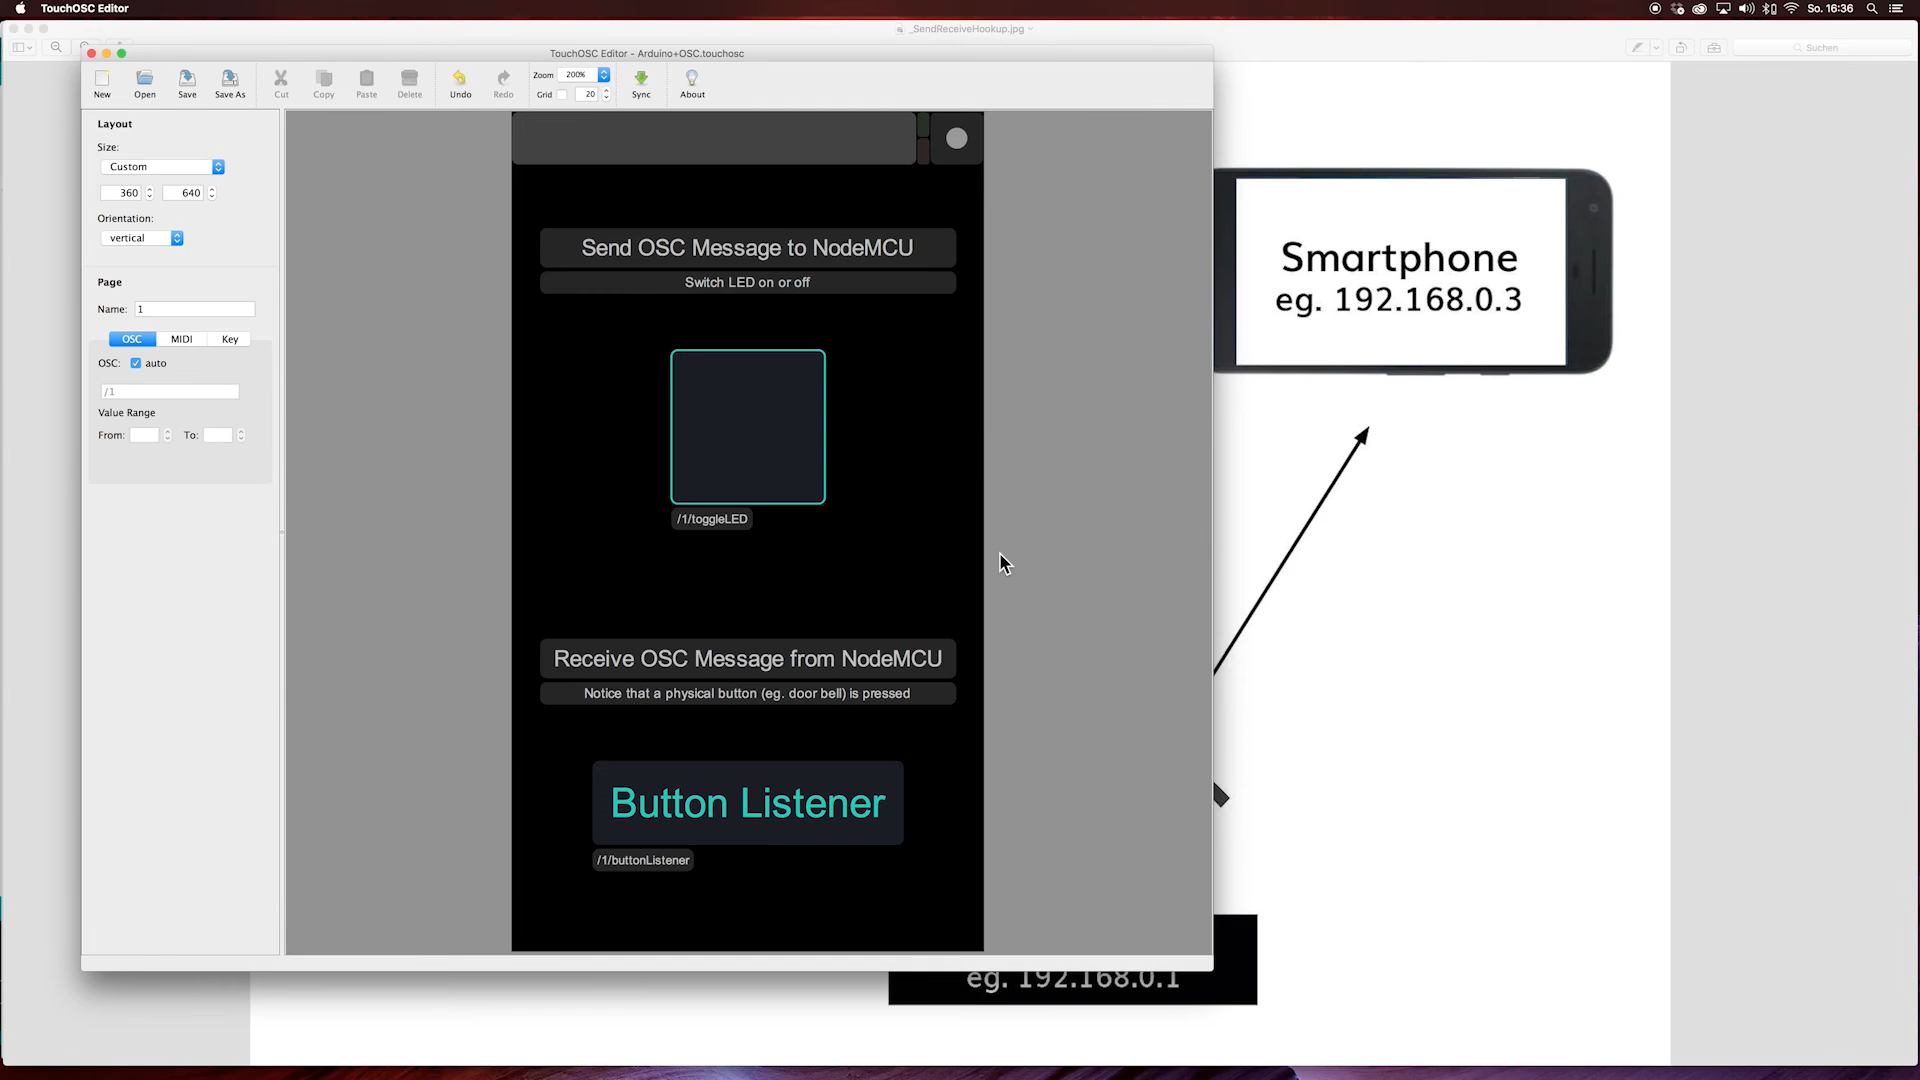 TouchOSC Editor
So. 16:36
_SendReceiveHookup.jpg
Suchen
TouchOSC Editor - Arduino+OSC.touchosc
New
Open
Save
Save As
Cut
Copy
Paste
Delete
Undo
Redo
Zoom 200%
Grid 20
Sync
About
Layout
Size:
Custom
360 640
Orientation:
vertical
Page
Name: 1
OSC MIDI Key
OSC: auto
/1
Value Range
From: To:
Send OSC Message to NodeMCU
Switch LED on or off
/1/toggleLED
Receive OSC Message from NodeMCU
Notice that a physical button (eg. door bell) is pressed
Button Listener
/1/buttonListener
Smartphone
eg. 192.168.0.3
eg. 192.168.0.1